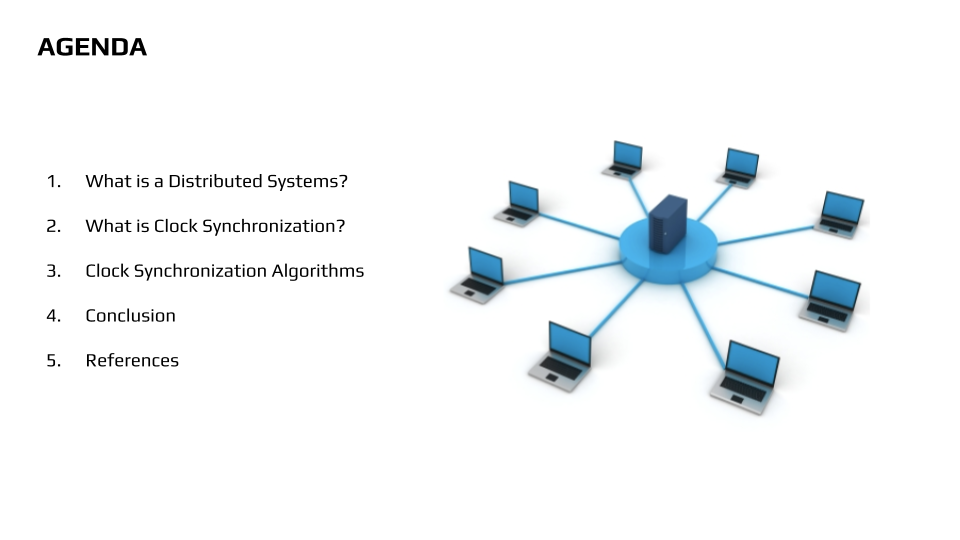 AGENDA
1. What is a Distributed Systems?
2. What is Clock Synchronization?
3. Clock Synchronization Algorithms
4. Conclusion
5. References